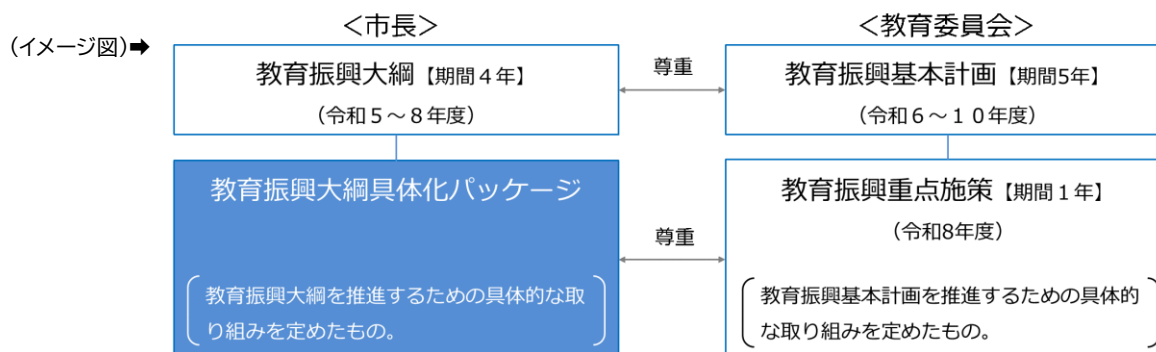 （イメージ図）➡
＜市長＞
教育振興大綱【期間４年】
（令和５～８年度）
尊重
＜教育委員会＞
教育振興基本計画【期間5年】
（令和６～１０年度）
教育振興大綱具体化パッケージ
教育振興大綱を推進するための具体的な取
り組みを定めたもの。
尊重
教育振興重点施策【期間１年】
（令和8年度）
教育振興基本計画を推進するための具体的
な取り組みを定めたもの。